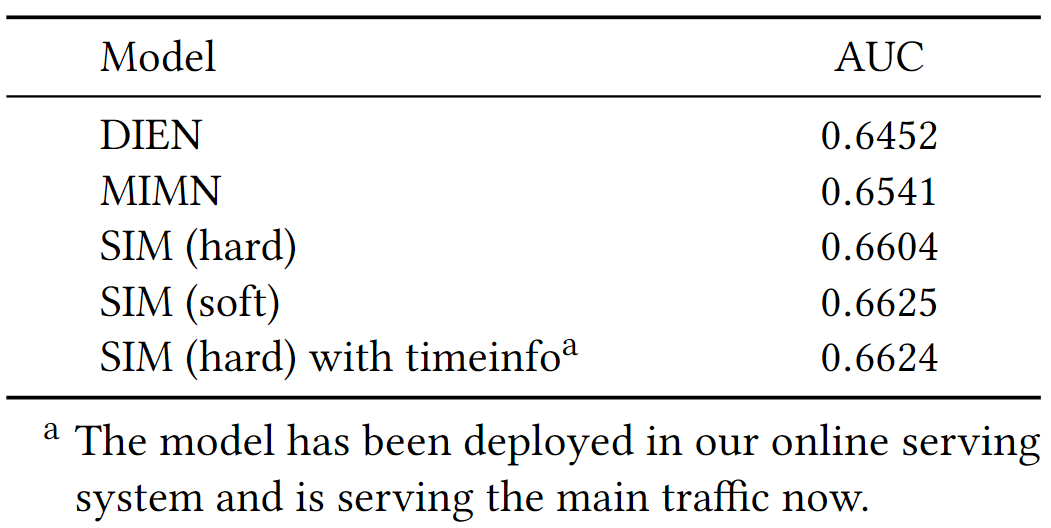 Model AUC
DIEN 0.6452
MIMN 0.6541
SIM (hard) 0.6604
SIM (soft) 0.6625
SIM (hard) with timeinfoa 0.6624
a The model has been deployed in our online serving
system and is serving the main traffic now.